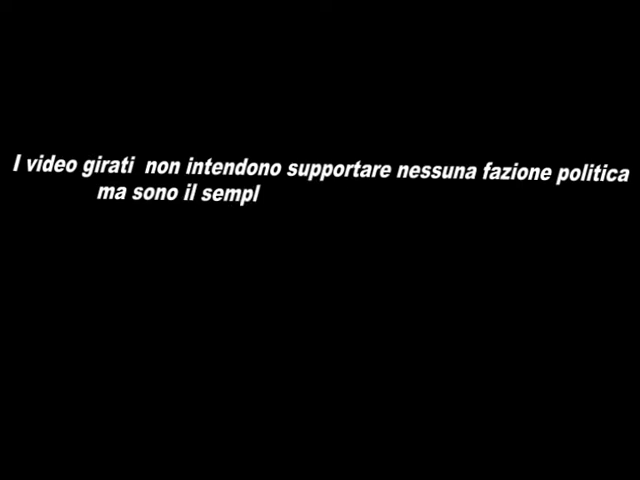 I video girati  non intendono supportare nessuna fazione politica
ma sono il sempl